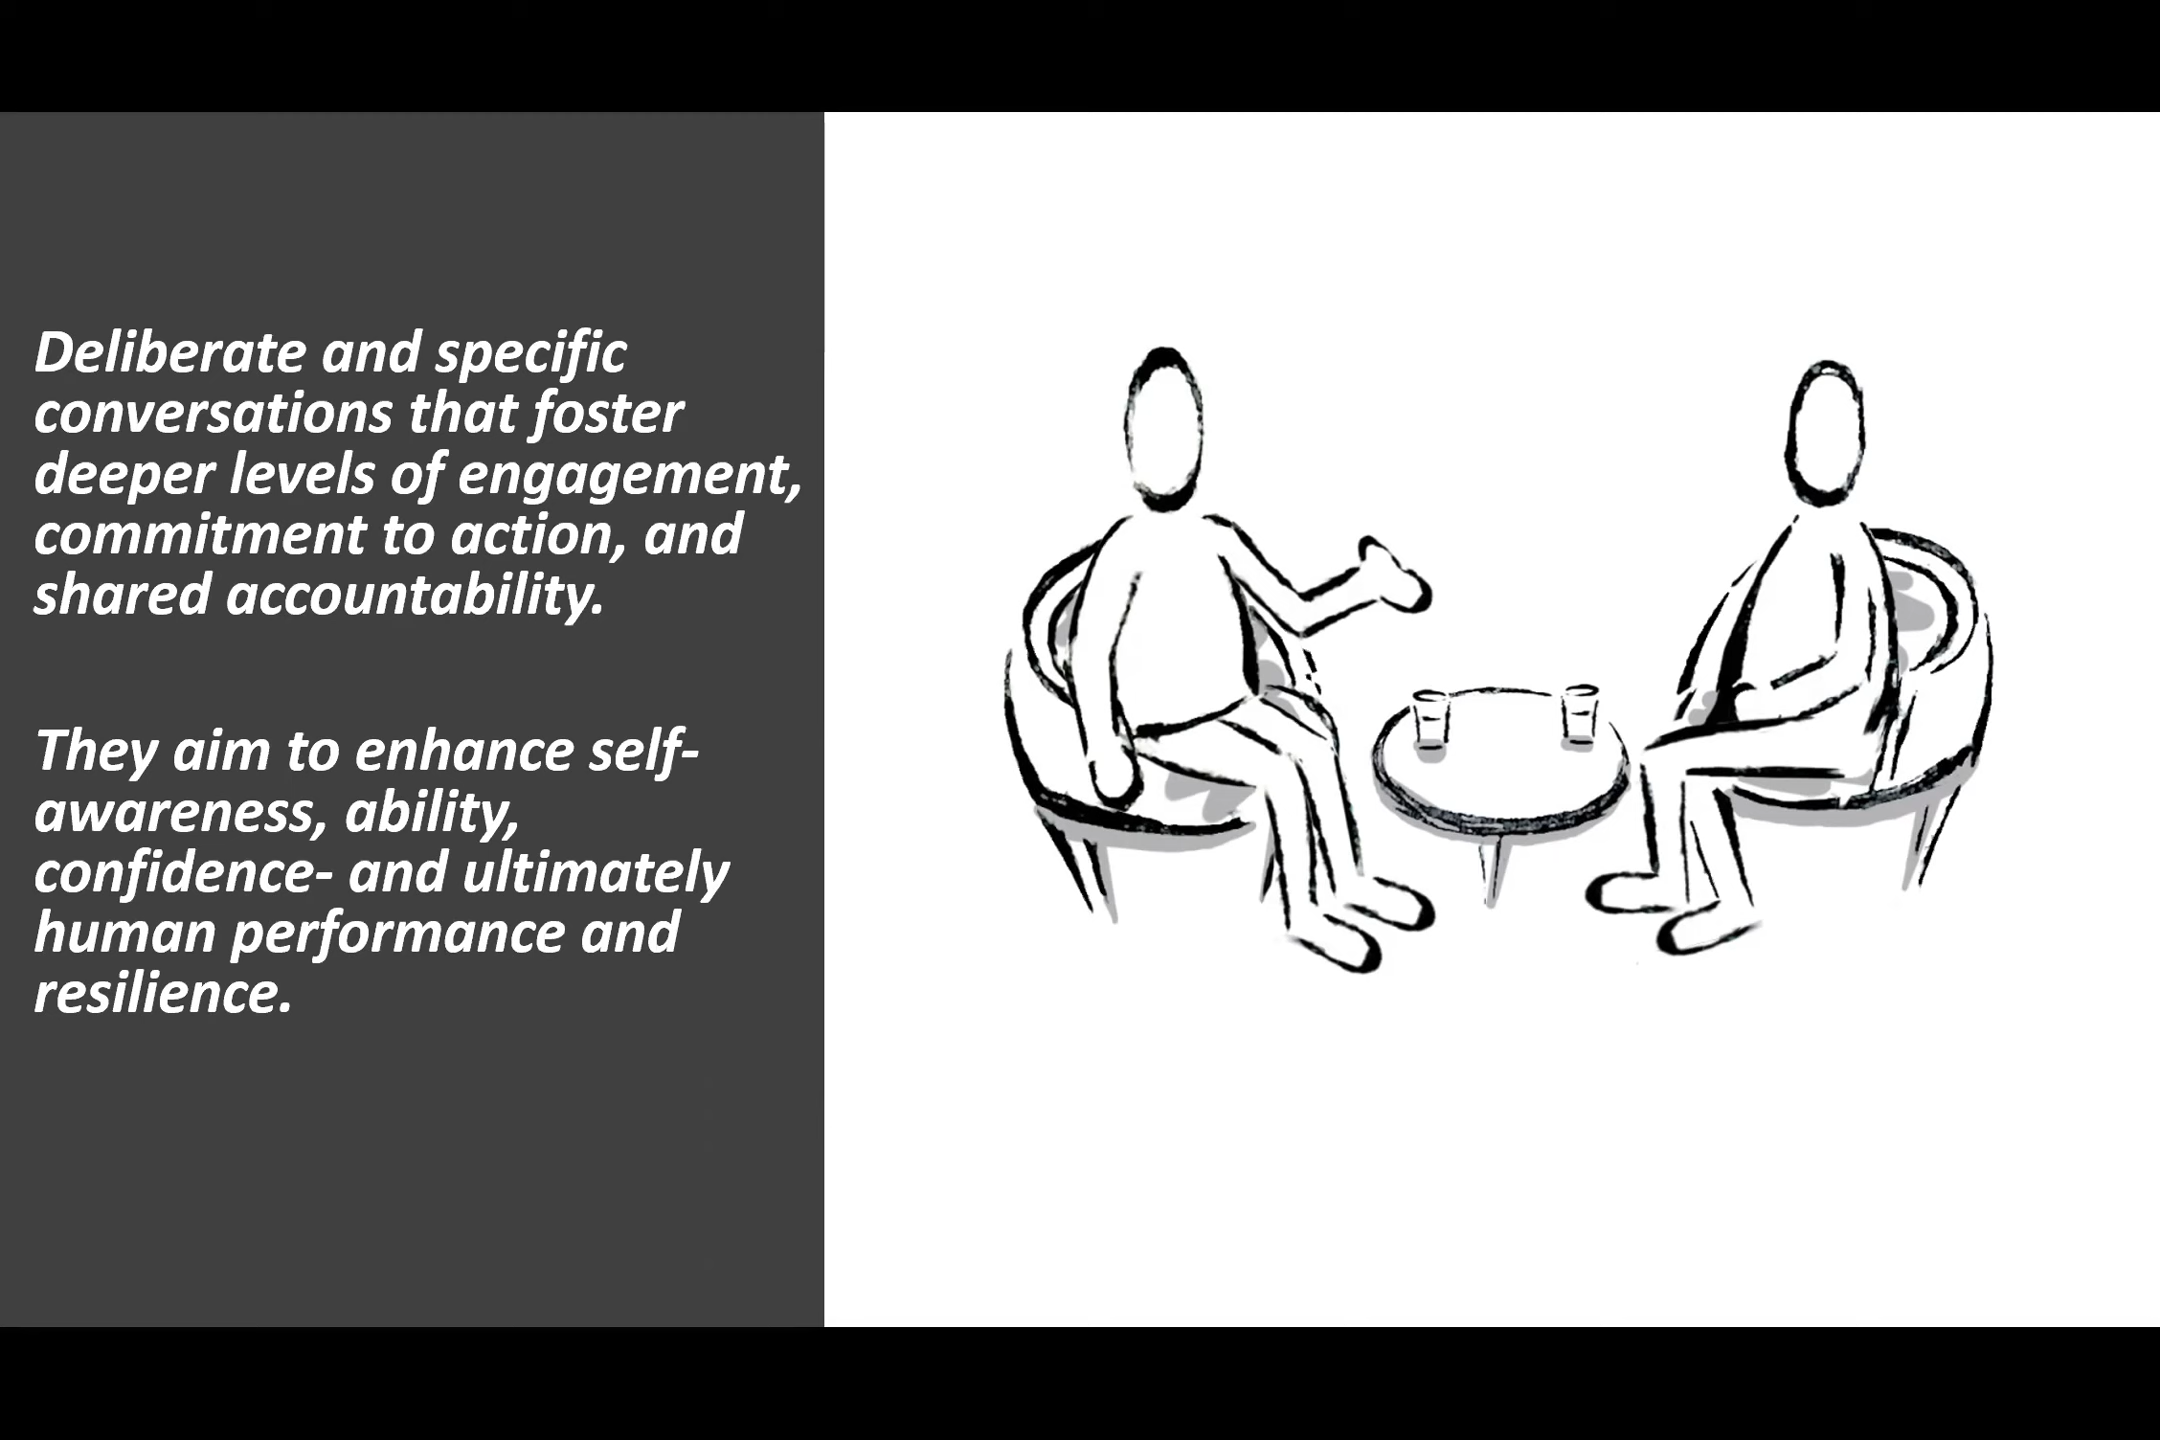 Deliberate and specific
conversations that foster
deeper levels of engagement,
commitment to action, and
shared accountability.
They aim to enhance self-
awareness, ability,
confidence- and ultimately
human performance and
resilience.